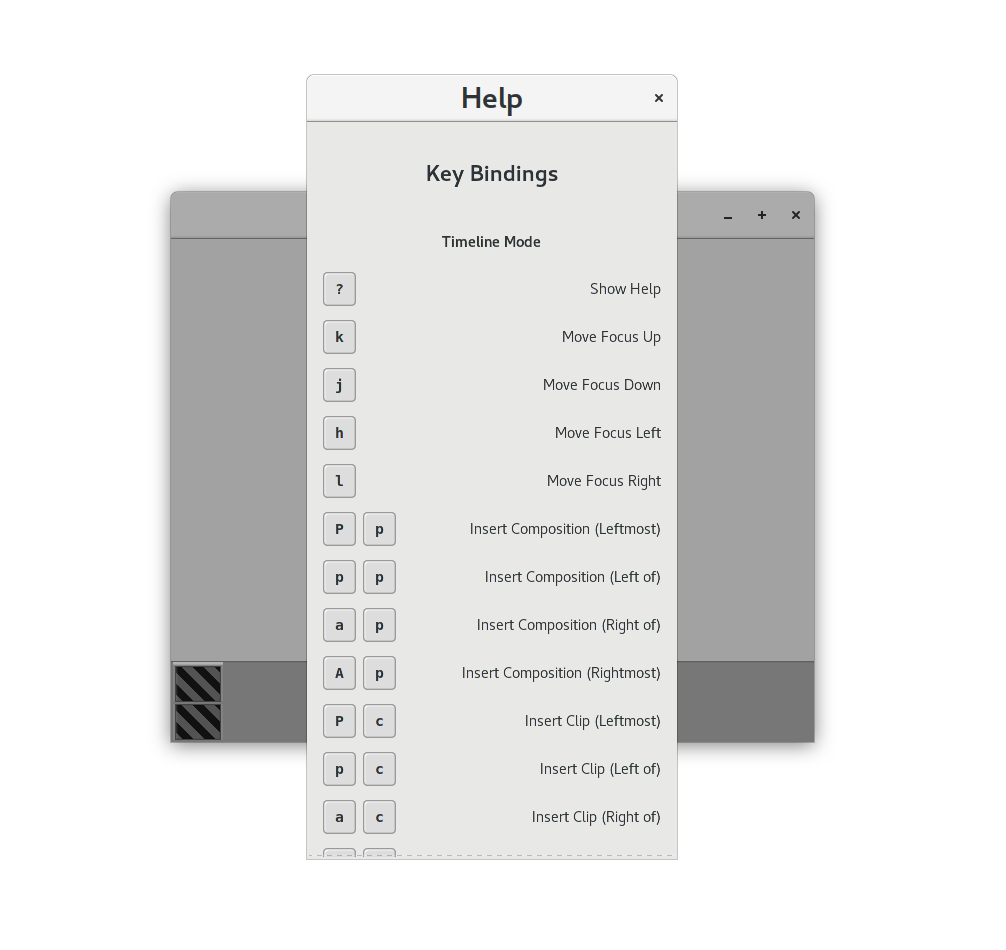 Help
Key Bindings
Timeline Mode
? Show Help
k Move Focus Up
j Move Focus Down
h Move Focus Left
l Move Focus Right
P p Insert Composition (Leftmost)
p p Insert Composition (Left of)
a p Insert Composition (Right of)
A p Insert Composition (Rightmost)
P c Insert Clip (Leftmost)
p c Insert Clip (Left of)
a c Insert Clip (Right of)